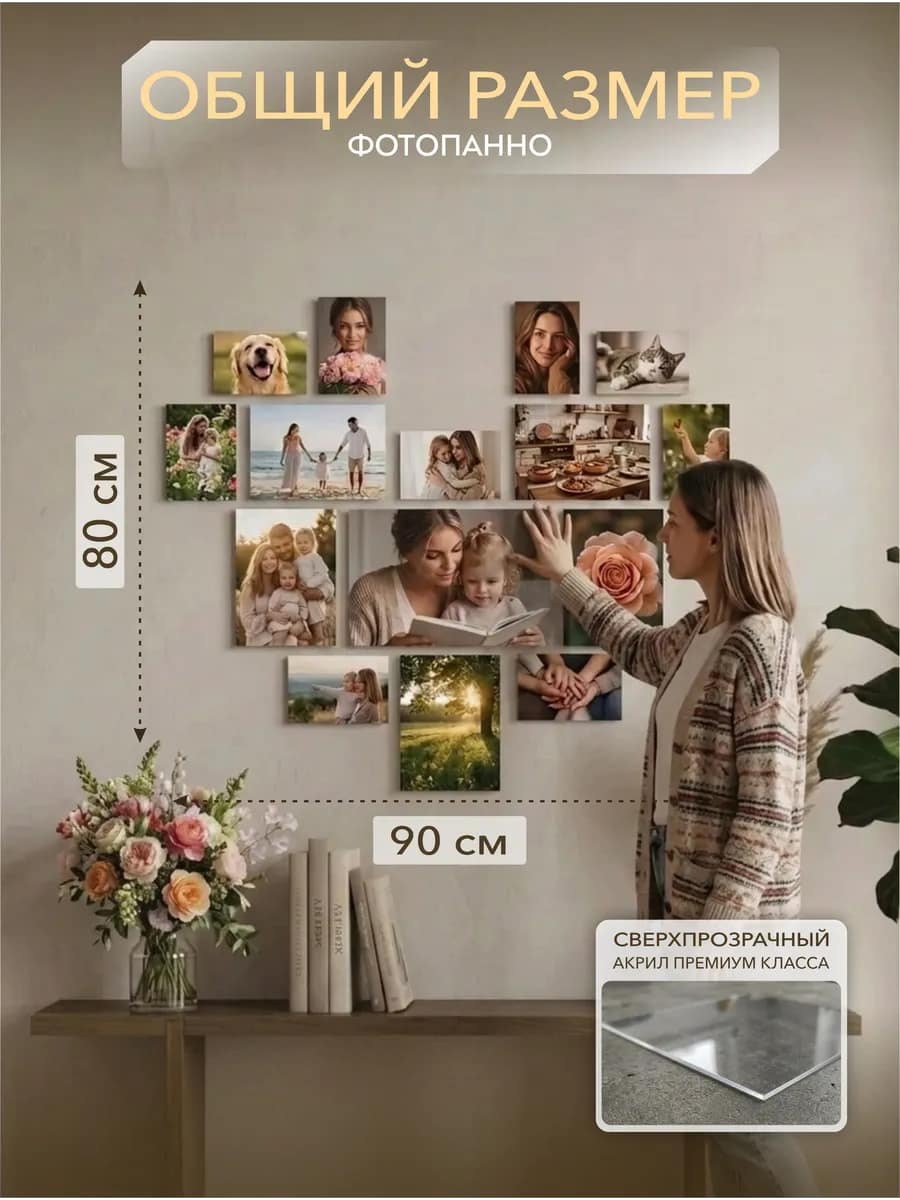 ОБЩИЙ РАЗМЕР
ФОТОПАННО
80 см
90 см
СВЕРХПРОЗРАЧНЫЙ
АКРИЛ ПРЕМИУМ КЛАССА